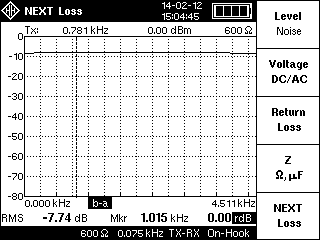 NEXT Loss 14-02-12 15:04:45
Tx: 0.781 kHz 0.00 dBm 600 Ω
0
-10
-20
-30
-40
-50
-60
-70
-80
0.000 kHz b-a 4.511 kHz
RMS -7.74 dB Mkr 1.015 kHz 0.00 rdB
600 Ω 0.075 kHz TX-RX On-Hook
Level
Noise
Voltage
DC/AC
Return
Loss
Z
Ω, µF
NEXT
Loss